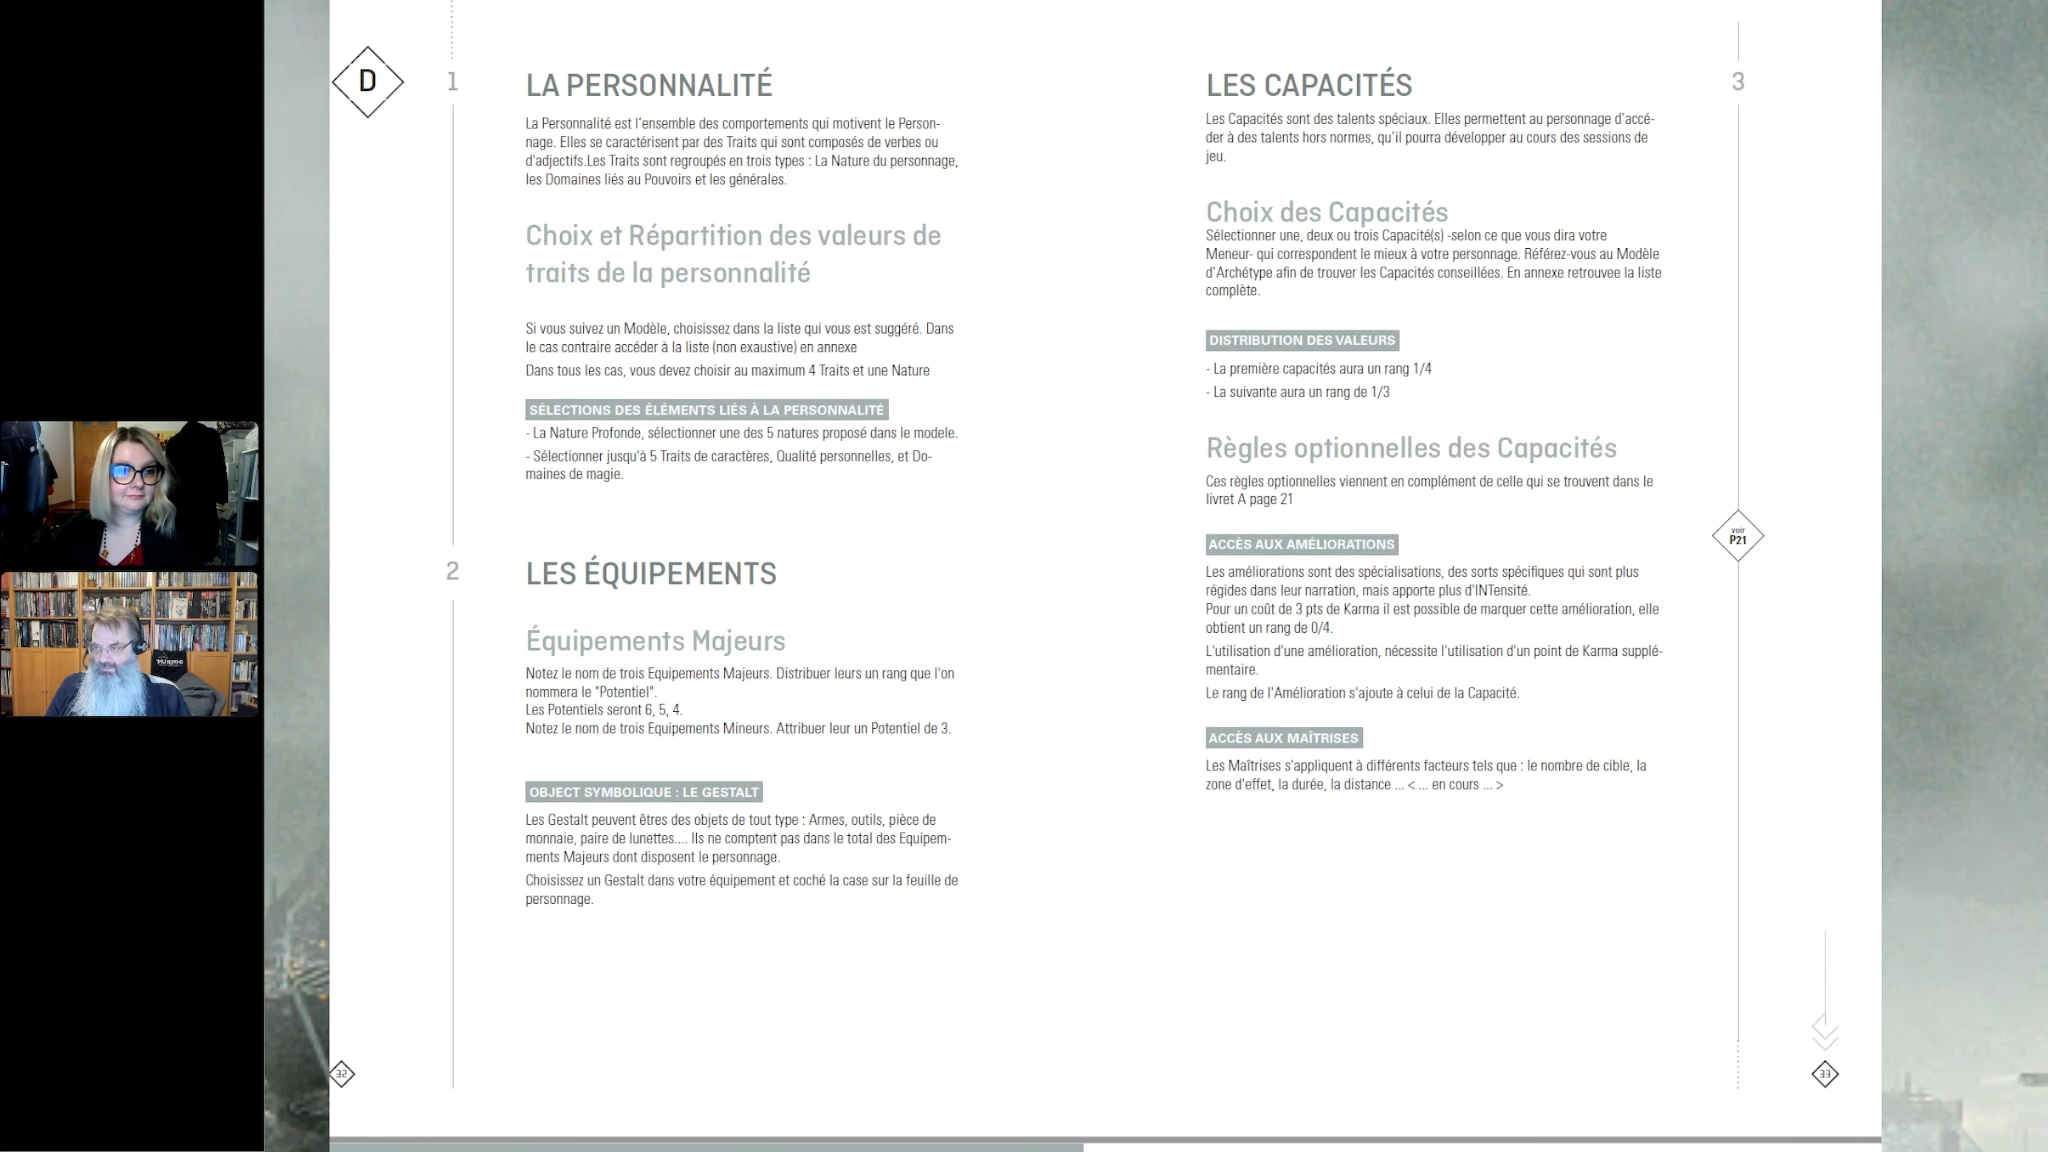 D
1
LA PERSONNALITÉ
La Personnalité est l'ensemble des comportements qui motivent le Person-
nage. Elles se caractérisent par des Traits qui sont composés de verbes ou
d'adjectifs.Les Traits sont regroupés en trois types : La Nature du personnage,
les Domaines liés au Pouvoirs et les générales.
Choix et Répartition des valeurs de
traits de la personnalité
Si vous suivez un Modèle, choisissez dans la liste qui vous est suggéré. Dans
le cas contraire accéder à la liste (non exaustive) en annexe
Dans tous les cas, vous devez choisir au maximum 4 Traits et une Nature
SÉLECTIONS DES ÉLÉMENTS LIÉS À LA PERSONNALITÉ
- La Nature Profonde, sélectionner une des 5 natures proposé dans le modele.
- Sélectionner jusqu'à 5 Traits de caractères, Qualité personnelles, et Do-
maines de magie.
2
LES ÉQUIPEMENTS
Équipements Majeurs
Notez le nom de trois Equipements Majeurs. Distribuer leurs un rang que l'on
nommera le "Potentiel".
Les Potentiels seront 6, 5, 4.
Notez le nom de trois Equipements Mineurs. Attribuer leur un Potentiel de 3.
OBJECT SYMBOLIQUE : LE GESTALT
Les Gestalt peuvent êtres des objets de tout type : Armes, outils, pièce de
monnaie, paire de lunettes.... Ils ne comptent pas dans le total des Equipem-
ments Majeurs dont disposent le personnage.
Choisissez un Gestalt dans votre équipement et coché la case sur la feuille de
personnage.
32
LES CAPACITÉS
3
Les Capacités sont des talents spéciaux. Elles permettent au personnage d'accé-
der à des talents hors normes, qu'il pourra développer au cours des sessions de
jeu.
Choix des Capacités
Sélectionner une, deux ou trois Capacité(s) -selon ce que vous dira votre
Meneur- qui correspondent le mieux à votre personnage. Référez-vous au Modèle
d'Archétype afin de trouver les Capacités conseillées. En annexe retrouvee la liste
complète.
DISTRIBUTION DES VALEURS
- La première capacités aura un rang 1/4
- La suivante aura un rang de 1/3
Règles optionnelles des Capacités
Ces règles optionnelles viennent en complément de celle qui se trouvent dans le
livret A page 21
voir
P21
ACCÈS AUX AMÉLIORATIONS
Les améliorations sont des spécialisations, des sorts spécifiques qui sont plus
régides dans leur narration, mais apporte plus d'INTensité.
Pour un coût de 3 pts de Karma il est possible de marquer cette amélioration, elle
obtient un rang de 0/4.
L'utilisation d'une amélioration, nécessite l'utilisation d'un point de Karma supplé-
mentaire.
Le rang de l'Amélioration s'ajoute à celui de la Capacité.
ACCÈS AUX MAÎTRISES
Les Maîtrises s'appliquent à différents facteurs tels que : le nombre de cible, la
zone d'effet, la durée, la distance ... < ... en cours ... >
33